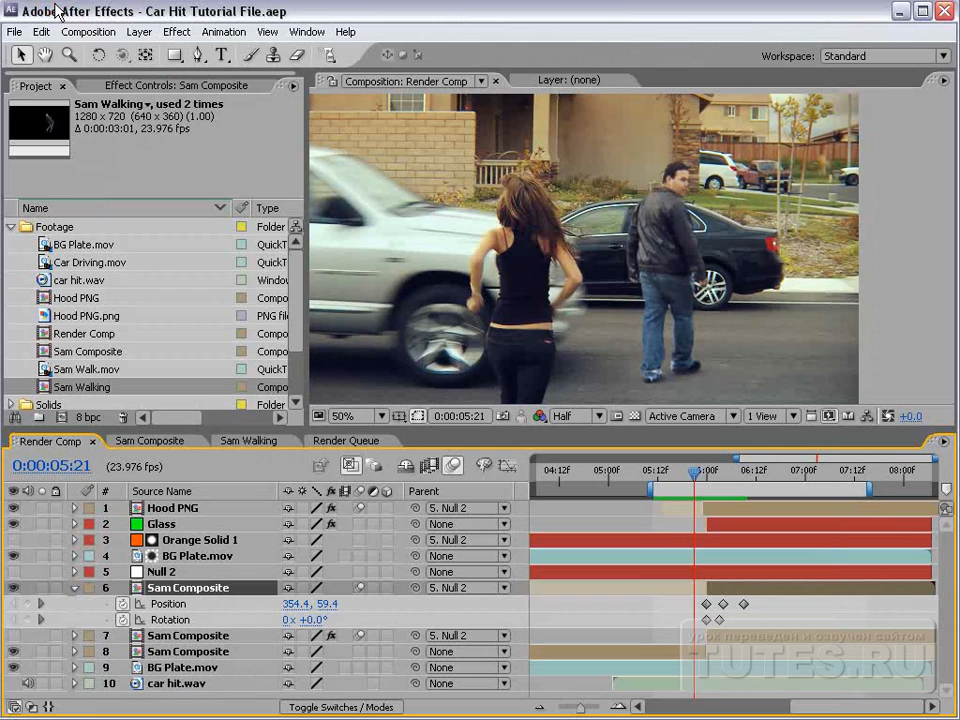 Adobe After Effects - Car Hit Tutorial File.aep
File Edit Composition Layer Effect Animation View Window Help
Workspace: Standard
Project × Effect Controls: Sam Composite
Composition: Render Comp × Layer: (none)
Sam Walking, used 2 times
1280 x 720 (640 x 360) (1.00)
Δ 0:00:03:01, 23.976 fps
Name Type
Footage Folder
BG Plate.mov QuickT
Car Driving.mov QuickT
car hit.wav Windo
Hood PNG Compo
Hood PNG.png PNG fil
Render Comp Compo
Sam Composite Compo
Sam Walk.mov QuickT
Sam Walking Compo
Solids Folder
8 bpc
50% 0:00:05:21 Half Active Camera 1 View +0.0
Render Comp × Sam Composite Sam Walking Render Queue
0:00:05:21 (23.976 fps)
04:12f 05:00f 05:12f 06:12f 07:00f 07:12f 08:00f
# Source Name Parent
1 Hood PNG fx 5. Null 2
2 Glass fx None
3 Orange Solid 1 None
4 BG Plate.mov None
5 Null 2 None
6 Sam Composite 5. Null 2
Position 354.4, 59.4
Rotation 0x+0.0°
7 Sam Composite 5. Null 2
8 Sam Composite None
9 BG Plate.mov None
10 car hit.wav None
Toggle Switches / Modes
урок переведен и озвучен сайтом
TUTES.RU